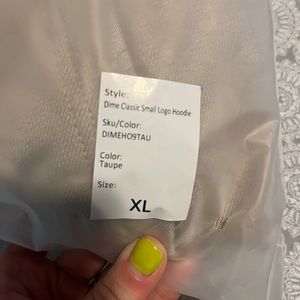 Style:
Dime Classic Small Logo Hoodie
Sku/Color:
DIMEHO9TAU
Color:
Taupe
Size:
XL